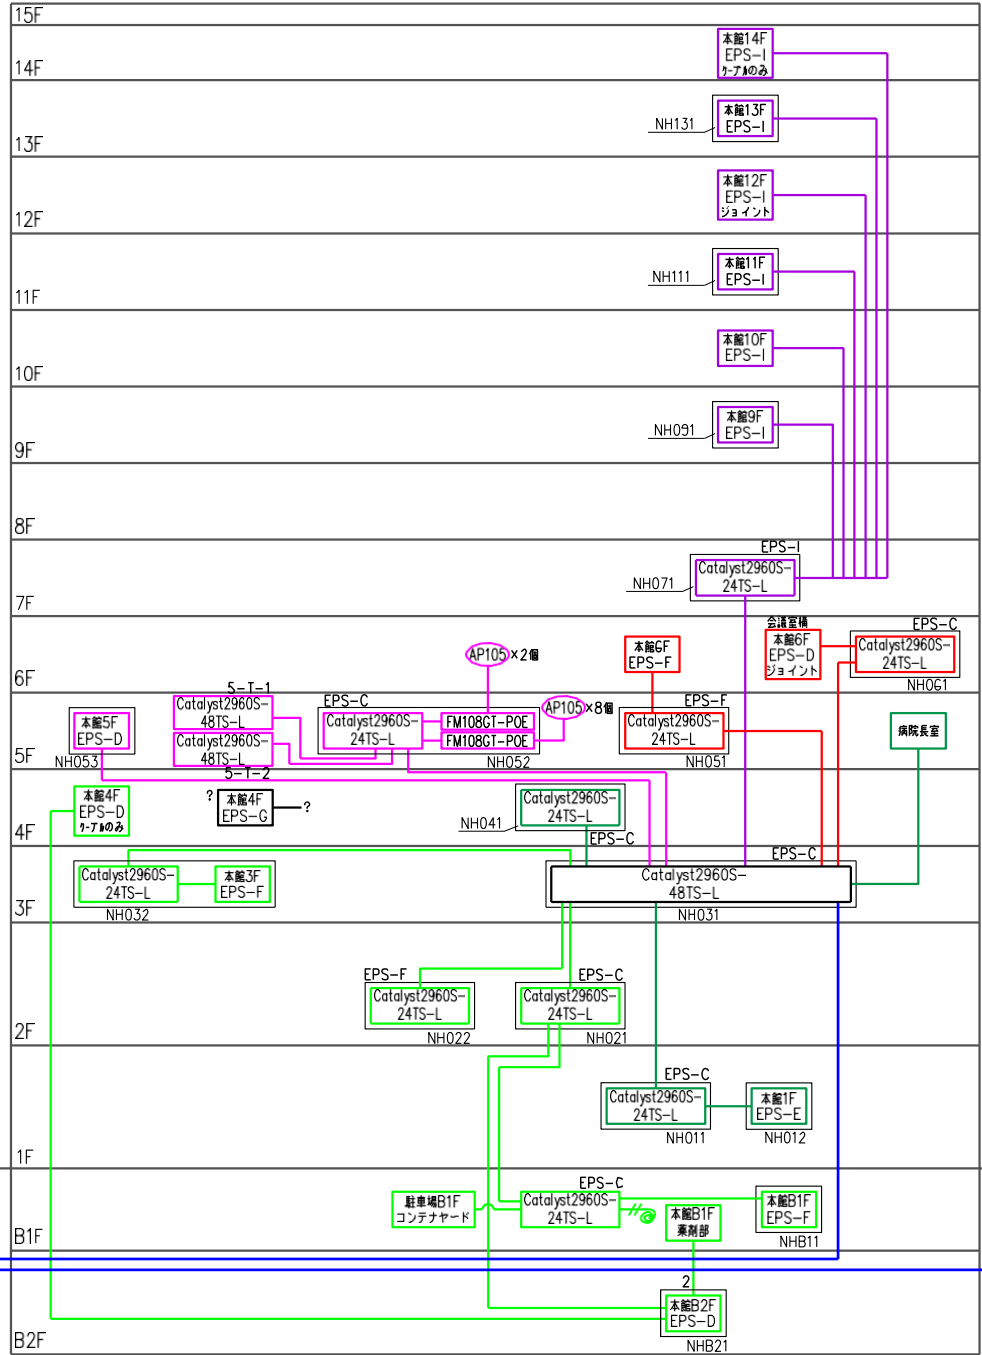 15F
14F
本館14F
EPS-I
ケーブルのみ
13F
NH131
本館13F
EPS-I
12F
本館12F
EPS-I
ジョイント
11F
NH111
本館11F
EPS-I
10F
本館10F
EPS-I
9F
NH091
本館9F
EPS-I
8F
7F
EPS-I
NH071
Catalyst2960S-
24TS-L
6F
AP105
×2個
本館6F
EPS-F
会議室横
本館6F
EPS-D
ジョイント
EPS-C
Catalyst2960S-
24TS-L
NH061
5F
本館5F
EPS-D
NH053
5-T-1
Catalyst2960S-
48TS-L
Catalyst2960S-
48TS-L
5-T-2
EPS-C
Catalyst2960S-
24TS-L
FM108GT-POE
FM108GT-POE
NH052
AP105
×8個
EPS-F
Catalyst2960S-
24TS-L
NH051
病院長室
4F
本館4F
EPS-D
ケーブルのみ
?
本館4F
EPS-G
?
NH041
Catalyst2960S-
24TS-L
EPS-C
3F
Catalyst2960S-
24TS-L
本館3F
EPS-F
NH032
EPS-C
Catalyst2960S-
48TS-L
NH031
2F
EPS-F
Catalyst2960S-
24TS-L
NH022
EPS-C
Catalyst2960S-
24TS-L
NH021
1F
EPS-C
Catalyst2960S-
24TS-L
NH011
本館1F
EPS-E
NH012
B1F
駐車場B1F
コンテナヤード
EPS-C
Catalyst2960S-
24TS-L
本館B1F
薬剤部
本館B1F
EPS-F
NHB11
B2F
2
本館B2F
EPS-D
NHB21